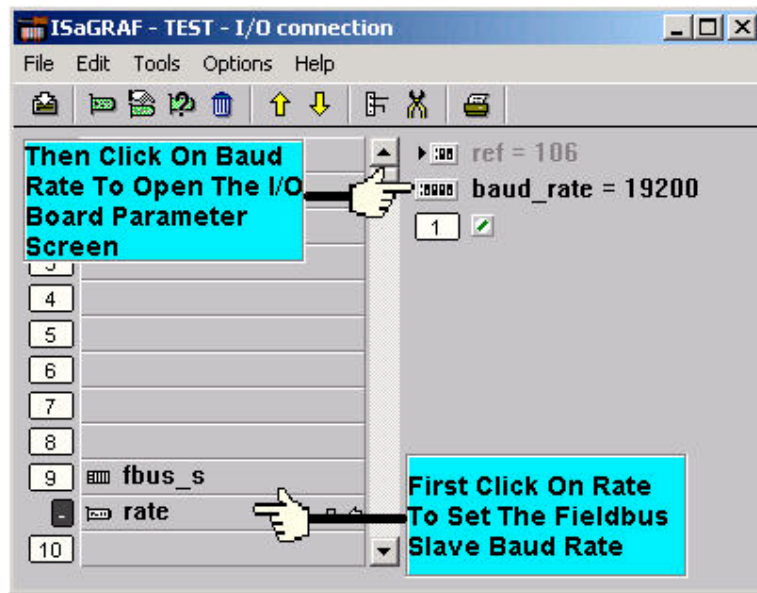 ISaGRAF - TEST - I/O connection
File Edit Tools Options Help
Then Click On Baud
Rate To Open The I/O
Board Parameter
Screen
ref = 106
baud_rate = 19200
1
3
4
5
6
7
8
9 fbus_s
rate
10
First Click On Rate
To Set The Fieldbus
Slave Baud Rate